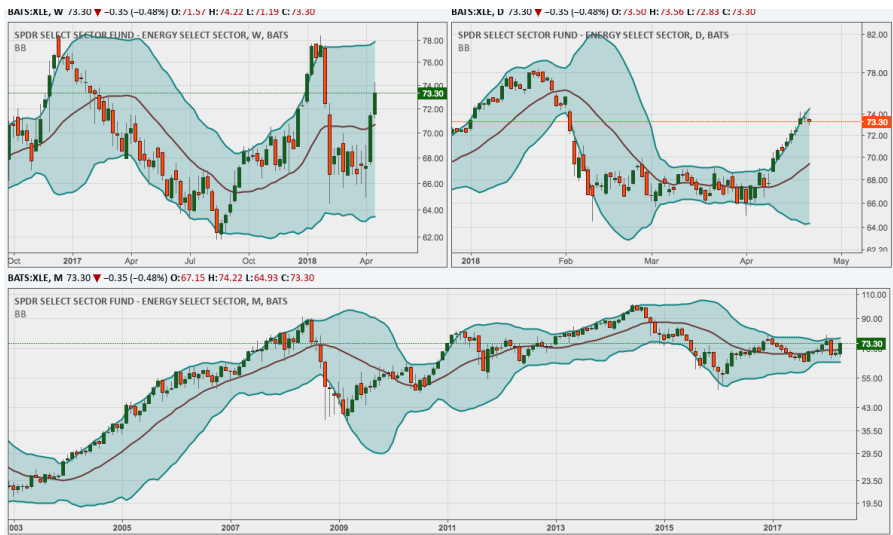 BATS:XLE, W 73.30 ▼ −0.35 (−0.48%) O:71.57 H:74.22 L:71.19 C:73.30
SPDR SELECT SECTOR FUND - ENERGY SELECT SECTOR, W, BATS
BB
78.00
76.00
74.00
73.30
72.00
70.00
68.00
66.00
64.00
62.00
Oct 2017 Apr Jul Oct 2018 Apr
BATS:XLE, D 73.30 ▼ −0.35 (−0.48%) O:73.50 H:73.56 L:72.83 C:73.30
SPDR SELECT SECTOR FUND - ENERGY SELECT SECTOR, D, BATS
BB
82.00
78.00
74.00
73.30
72.00
70.00
68.00
66.00
64.00
62.20
2018 Feb Mar Apr May
BATS:XLE, M 73.30 ▼ −0.35 (−0.48%) O:67.15 H:74.22 L:64.93 C:73.30
SPDR SELECT SECTOR FUND - ENERGY SELECT SECTOR, M, BATS
BB
110.00
90.00
73.30
55.00
43.00
35.50
29.50
23.50
19.50
003 2005 2007 2009 2011 2013 2015 2017